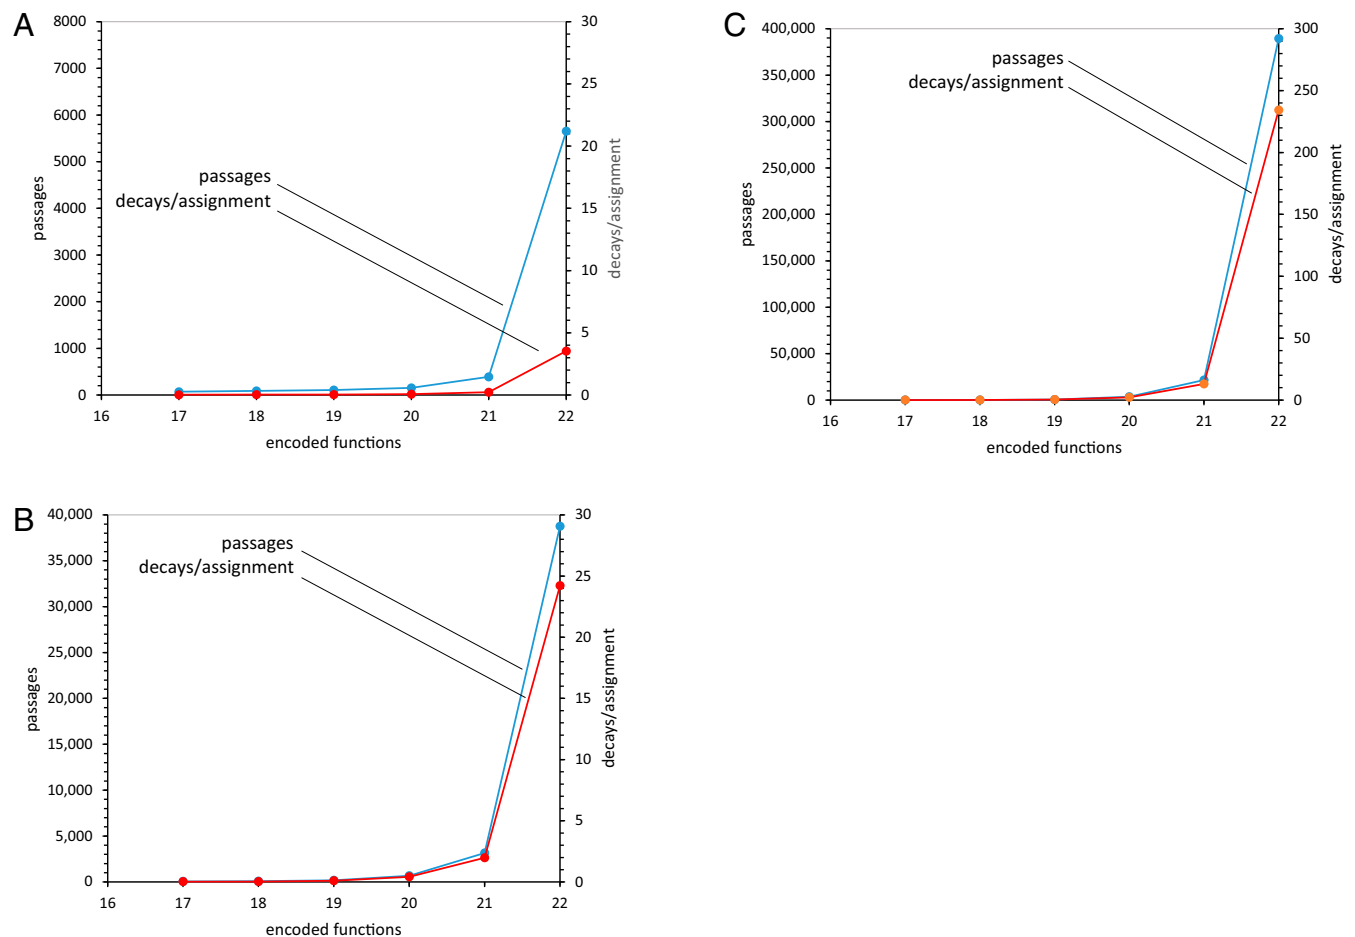 A
8000
7000
6000
5000
4000
3000
2000
1000
0
passages
30
25
20
15
10
5
0
decays/assignment
passages
decays/assignment
16 17 18 19 20 21 22
encoded functions
C
400,000
350,000
300,000
250,000
200,000
150,000
100,000
50,000
0
passages
300
250
200
150
100
50
0
decays/assignment
passages
decays/assignment
16 17 18 19 20 21 22
encoded functions
B
40,000
35,000
30,000
25,000
20,000
15,000
10,000
5,000
0
passages
30
25
20
15
10
5
0
decays/assignment
passages
decays/assignment
16 17 18 19 20 21 22
encoded functions